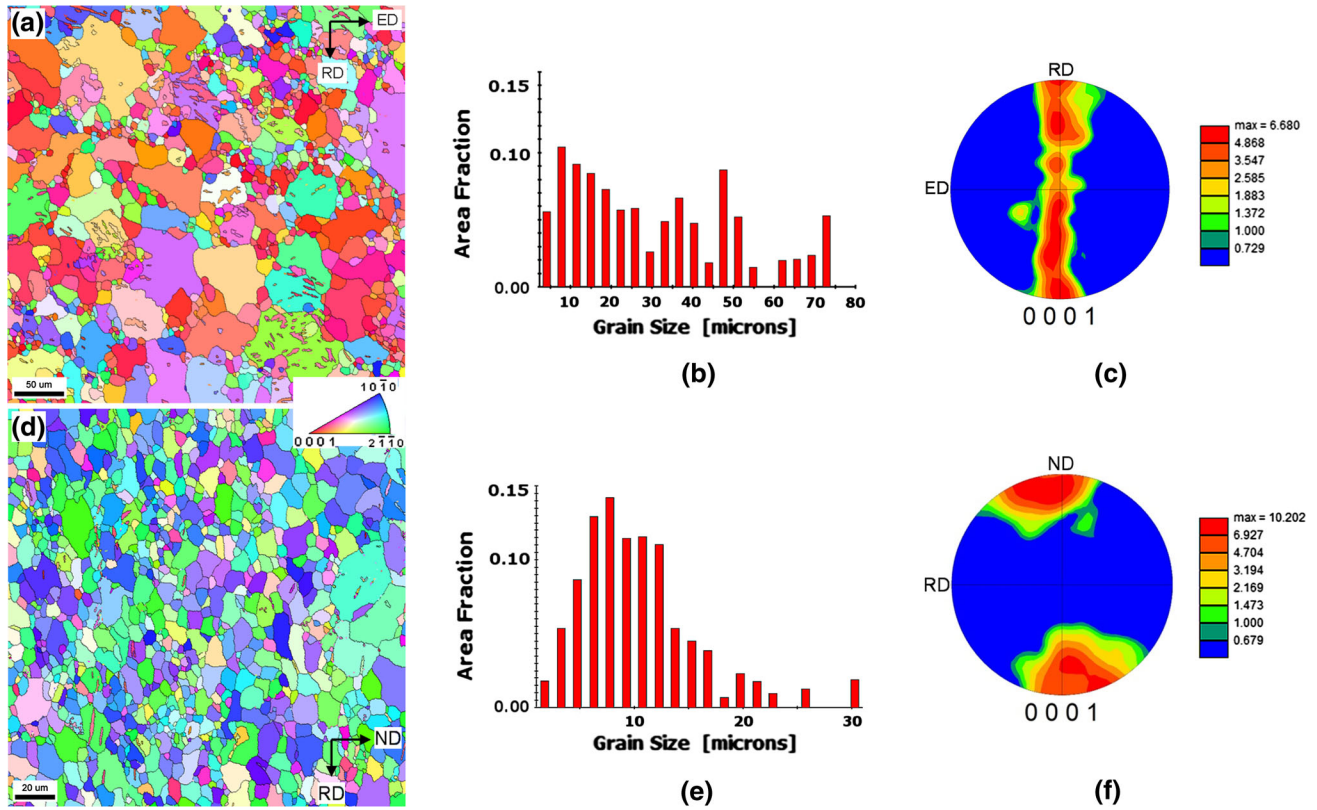 (a)
ED
RD
50 um
0.15
0.10
0.00
Area Fraction
10 20 30 40 50 60 70 80
Grain Size [microns]
(b)
RD
ED
0 0 0 1
max = 6.680
4.868
3.547
2.585
1.883
1.372
1.000
0.729
(c)
1 0 1̄ 0
0 0 0 1
2 1̄ 1̄ 0
(d)
ND
RD
20 um
0.15
0.10
0.00
Area Fraction
10 20 30
Grain Size [microns]
(e)
ND
RD
0 0 0 1
max = 10.202
6.927
4.704
3.194
2.169
1.473
1.000
0.679
(f)